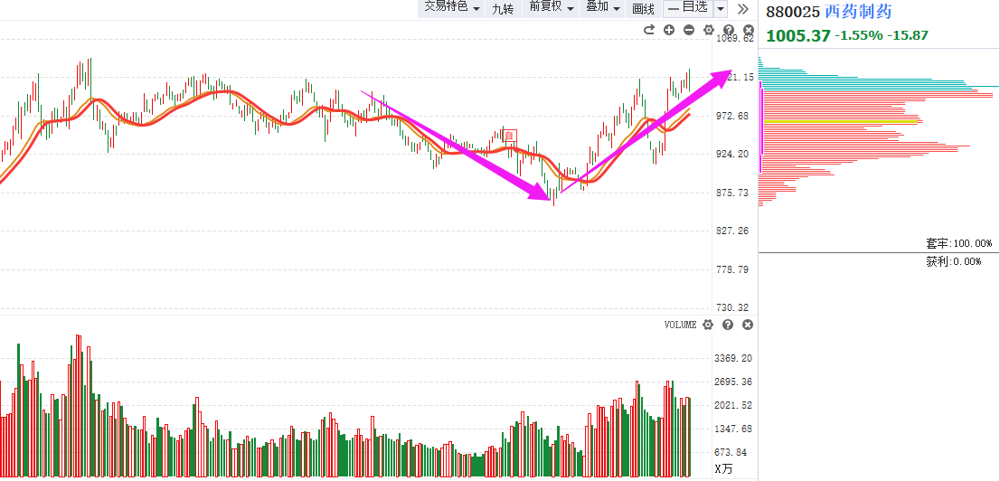 交易特色 九转 前复权 叠加 画线 自选
880025 西药制药
1005.37 -1.55% -15.87
1069.62
21.15
972.68
924.20
875.73
827.26
778.79
730.32
VOLUME
3369.20
2695.36
2021.52
1347.68
673.84
X万
套牢:100.00%
获利:0.00%